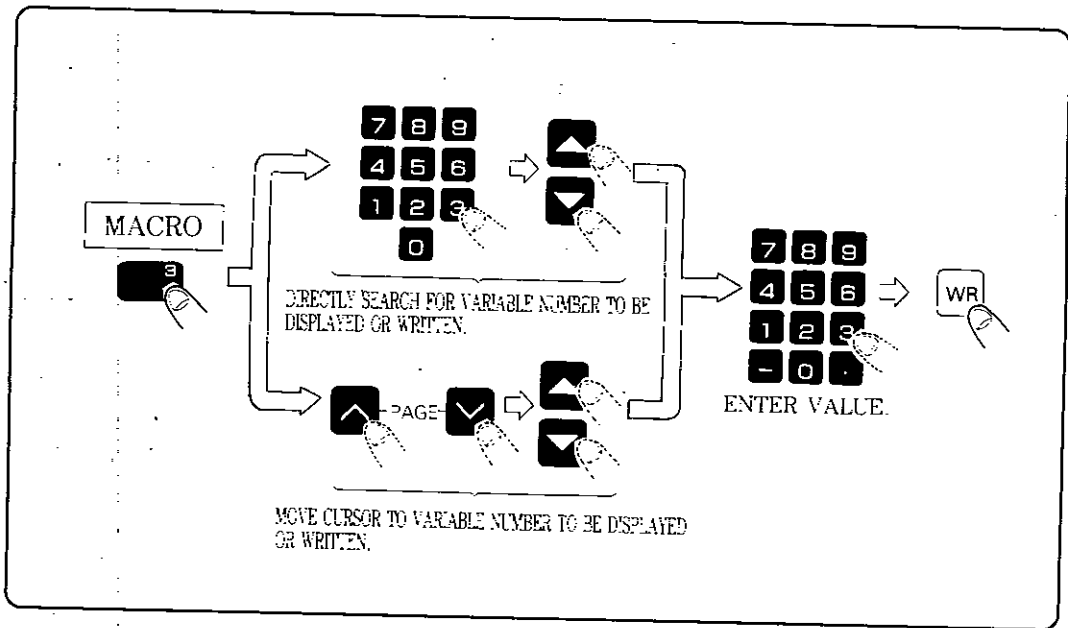 7 8 9
4 5 6
1 2 3
0
MACRO
3
DIRECTLY SEARCH FOR VARIABLE NUMBER TO BE
DISPLAYED OR WRITTEN.
PAGE
MOVE CURSOR TO VARIABLE NUMBER TO BE DISPLAYED
OR WRITTEN.
7 8 9
4 5 6
1 2 3
- 0 .
ENTER VALUE.
WR